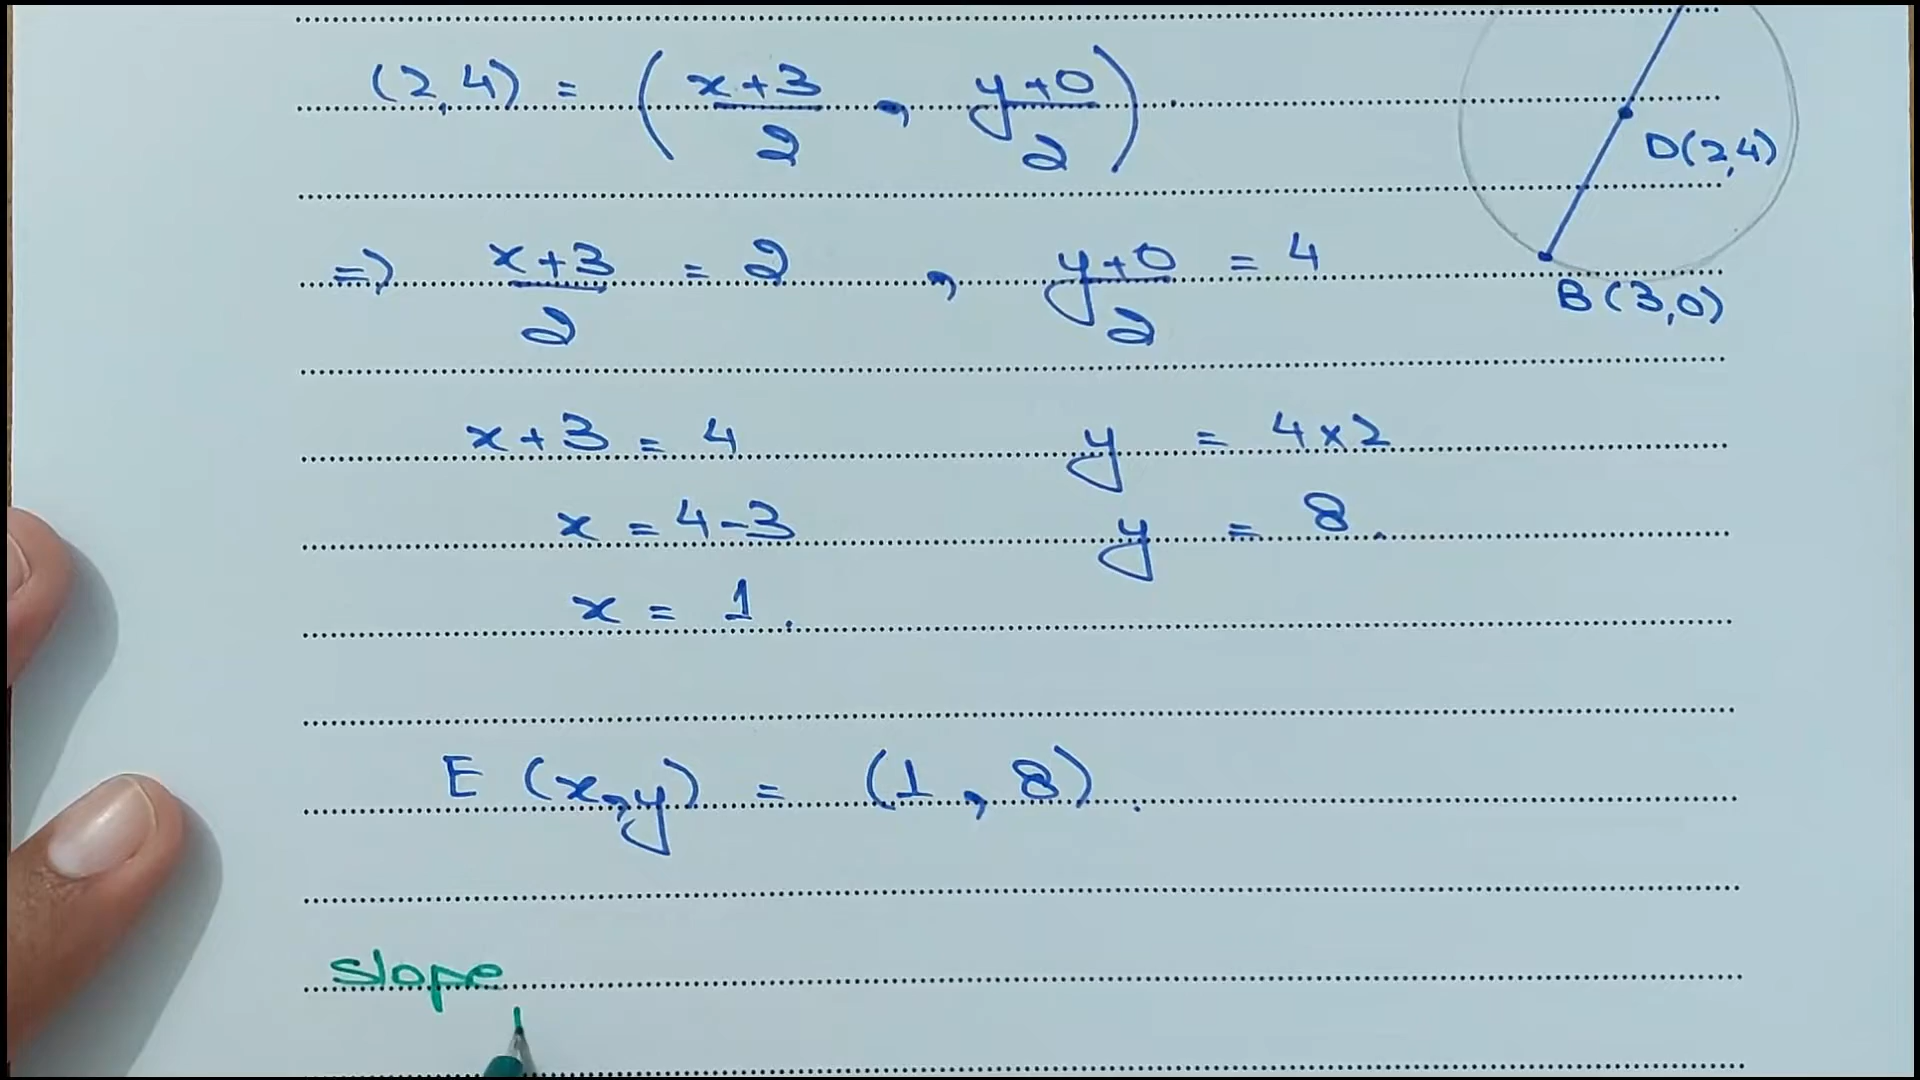 (2,4) = (x+3/2 , y+0/2).
D(2,4)
=> x+3/2 = 2 , y+0/2 = 4
B(3,0)
x+3 = 4 y = 4×2
x = 4-3 y = 8.
x = 1.
E (x,y) = (1, 8).
slope